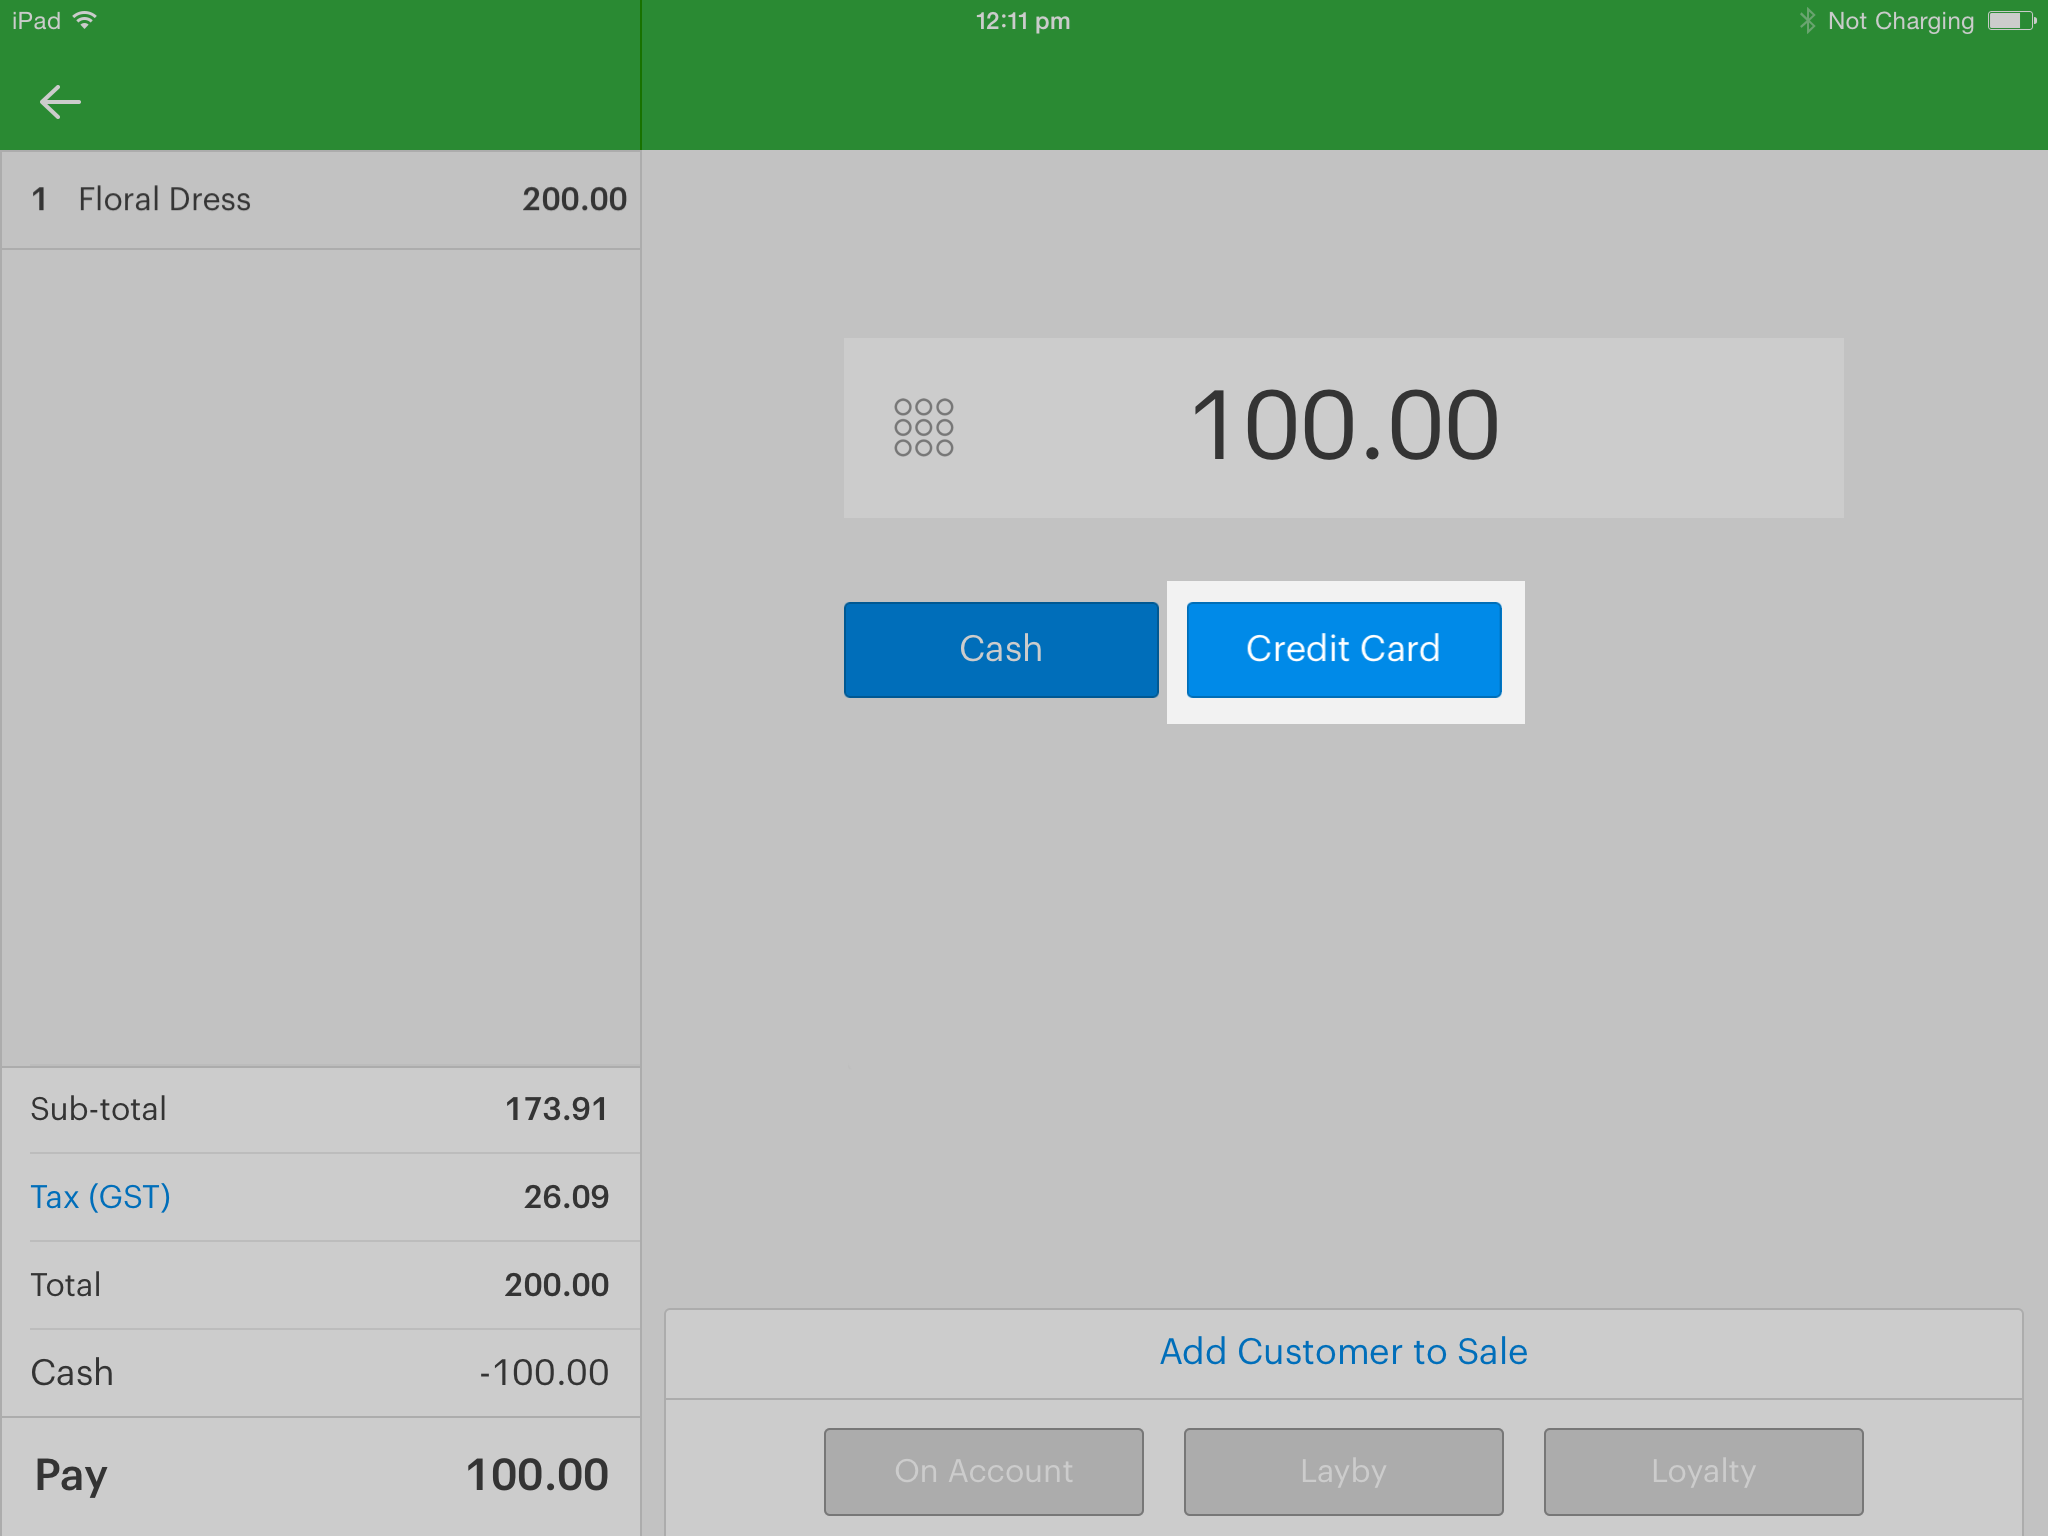 iPad 12:11 pm Not Charging
1 Floral Dress 200.00
100.00
Cash Credit Card
Sub-total 173.91
Tax (GST) 26.09
Total 200.00
Cash -100.00
Pay 100.00
Add Customer to Sale
On Account Layby Loyalty